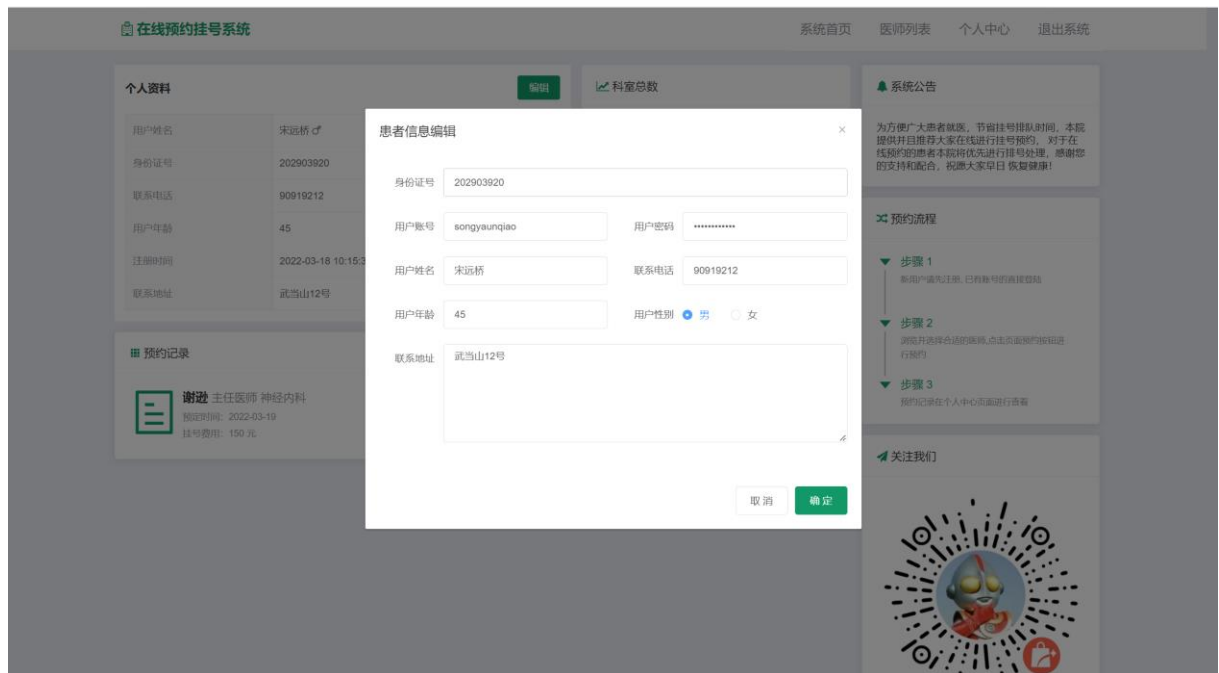 在线预约挂号系统
系统首页 医师列表 个人中心 退出系统
个人资料 编辑
用户姓名 宋远桥
身份证号 202903920
联系电话 90919212
用户年龄 45
注册时间 2022-03-18 10:15:3
联系地址 武当山12号
预约记录
谢逊 主任医师 神经内科
预定时间: 2022-03-19
挂号费用: 150 元
科室总数
患者信息编辑 ×
身份证号 202903920
用户账号 songyaunqiao 用户密码 ••••••••••••
用户姓名 宋远桥 联系电话 90919212
用户年龄 45 用户性别 男 女
联系地址 武当山12号
取消 确定
系统公告
为方便广大患者就医，节省挂号排队时间，本院
提供并且推荐大家在线进行挂号预约， 对于在
线预约的患者本院将优先进行排号处理，感谢您
的支持和配合，祝愿大家早日 恢复健康！
预约流程
步骤 1
新用户请先注册,已有账号的直接登陆
步骤 2
浏览并选择合适的医师,点击页面预约按钮进
行预约
步骤 3
预约记录在个人中心页面进行查看
关注我们